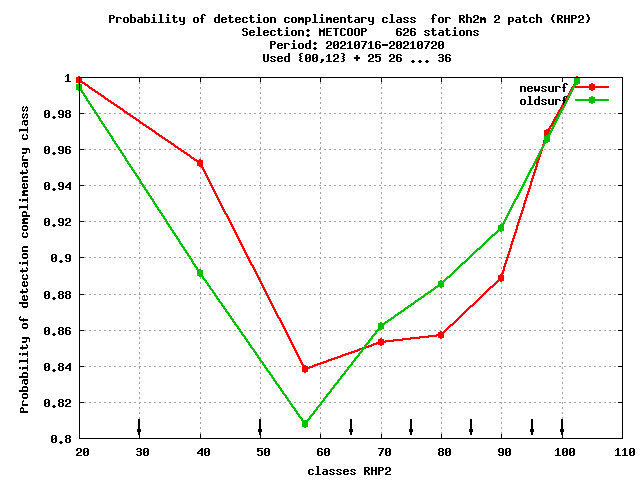 Probability of detection complimentary class  for Rh2m 2 patch (RHP2)
Selection: METCOOP    626 stations
Period: 20210716-20210720
Used {00,12} + 25 26 ... 36
newsurf
oldsurf
Probability of detection complimentary class
1
0.98
0.96
0.94
0.92
0.9
0.88
0.86
0.84
0.82
0.8
20 30 40 50 60 70 80 90 100 110
classes RHP2